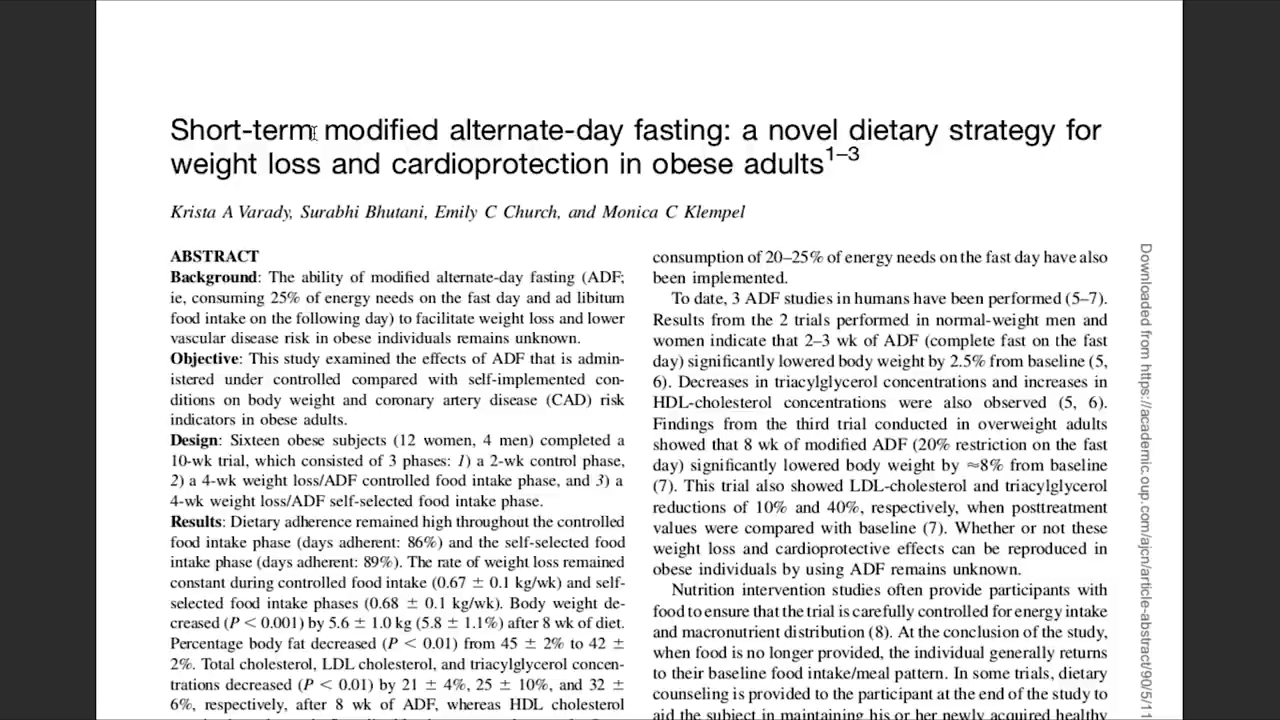 Short-term modified alternate-day fasting: a novel dietary strategy for
weight loss and cardioprotection in obese adults1–3
Krista A Varady, Surabhi Bhutani, Emily C Church, and Monica C Klempel
ABSTRACT
Background: The ability of modified alternate-day fasting (ADF;
ie, consuming 25% of energy needs on the fast day and ad libitum
food intake on the following day) to facilitate weight loss and lower
vascular disease risk in obese individuals remains unknown.
Objective: This study examined the effects of ADF that is admin-
istered under controlled compared with self-implemented con-
ditions on body weight and coronary artery disease (CAD) risk
indicators in obese adults.
Design: Sixteen obese subjects (12 women, 4 men) completed a
10-wk trial, which consisted of 3 phases: 1) a 2-wk control phase,
2) a 4-wk weight loss/ADF controlled food intake phase, and 3) a
4-wk weight loss/ADF self-selected food intake phase.
Results: Dietary adherence remained high throughout the controlled
food intake phase (days adherent: 86%) and the self-selected food
intake phase (days adherent: 89%). The rate of weight loss remained
constant during controlled food intake (0.67 ± 0.1 kg/wk) and self-
selected food intake phases (0.68 ± 0.1 kg/wk). Body weight de-
creased (P < 0.001) by 5.6 ± 1.0 kg (5.8 ± 1.1%) after 8 wk of diet.
Percentage body fat decreased (P < 0.01) from 45 ± 2% to 42 ±
2%. Total cholesterol, LDL cholesterol, and triacylglycerol concen-
trations decreased (P < 0.01) by 21 ± 4%, 25 ± 10%, and 32 ±
6%, respectively, after 8 wk of ADF, whereas HDL cholesterol
consumption of 20–25% of energy needs on the fast day have also
been implemented.
To date, 3 ADF studies in humans have been performed (5–7).
Results from the 2 trials performed in normal-weight men and
women indicate that 2–3 wk of ADF (complete fast on the fast
day) significantly lowered body weight by 2.5% from baseline (5,
6). Decreases in triacylglycerol concentrations and increases in
HDL-cholesterol concentrations were also observed (5, 6).
Findings from the third trial conducted in overweight adults
showed that 8 wk of modified ADF (20% restriction on the fast
day) significantly lowered body weight by ≈8% from baseline
(7). This trial also showed LDL-cholesterol and triacylglycerol
reductions of 10% and 40%, respectively, when posttreatment
values were compared with baseline (7). Whether or not these
weight loss and cardioprotective effects can be reproduced in
obese individuals by using ADF remains unknown.
Nutrition intervention studies often provide participants with
food to ensure that the trial is carefully controlled for energy intake
and macronutrient distribution (8). At the conclusion of the study,
when food is no longer provided, the individual generally returns
to their baseline food intake/meal pattern. In some trials, dietary
counseling is provided to the participant at the end of the study to
aid the subject in maintaining his or her newly acquired healthy
Downloaded from https://academic.oup.com/ajcn/article-abstract/90/5/11